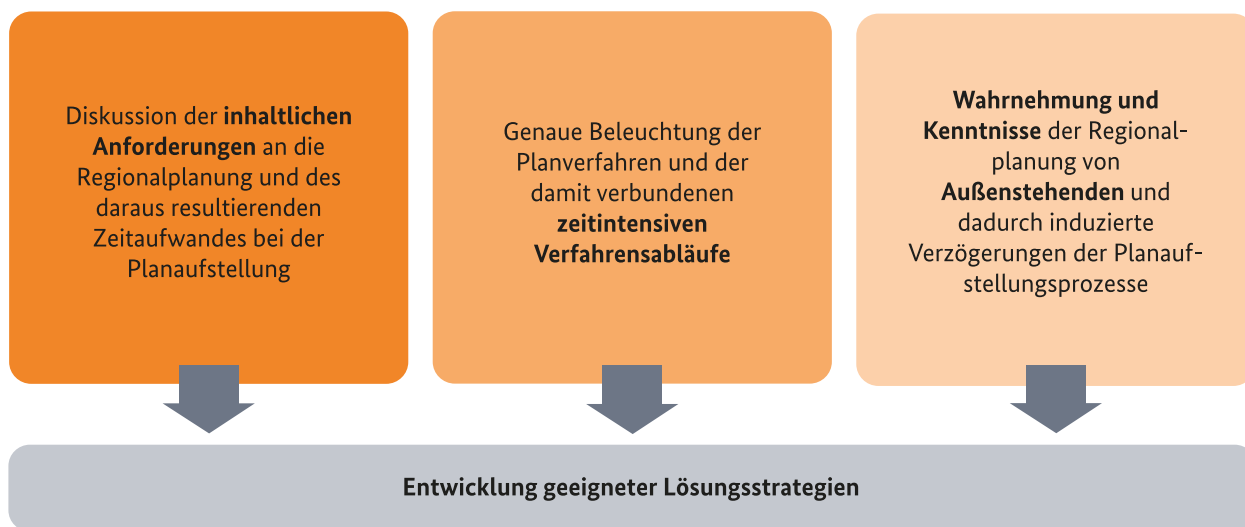 Diskussion der inhaltlichen
Anforderungen an die
Regionalplanung und des
daraus resultierenden
Zeitaufwandes bei der
Planaufstellung
Genaue Beleuchtung der
Planverfahren und der
damit verbundenen
zeitintensiven
Verfahrensabläufe
Wahrnehmung und
Kenntnisse der Regional-
planung von
Außenstehenden und
dadurch induzierte
Verzögerungen der Planauf-
stellungsprozesse
Entwicklung geeigneter Lösungsstrategien